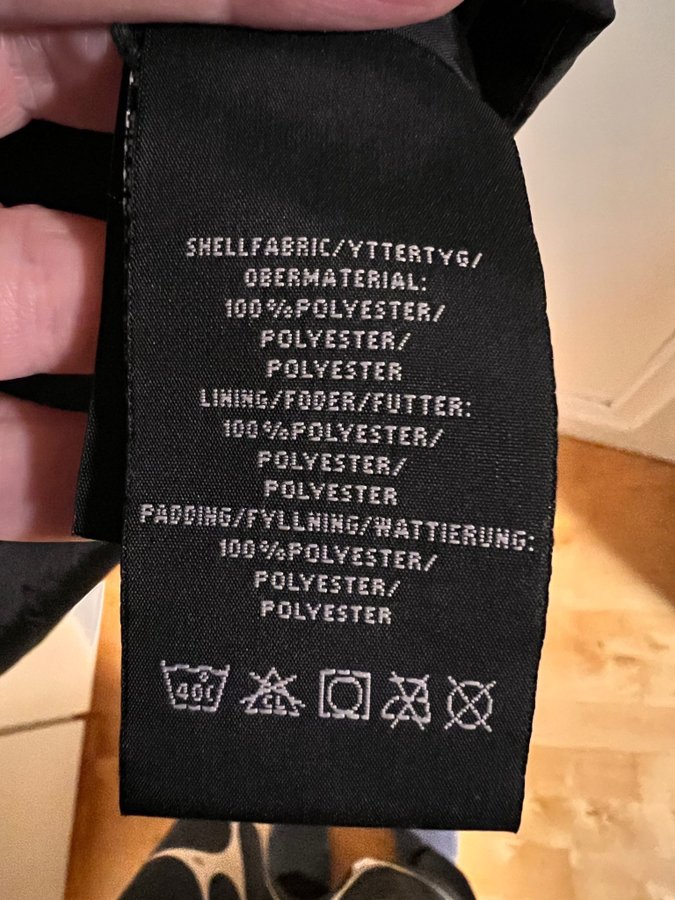 SHELLFABRIC/YTTERTYG/
OBERMATERIAL:
100%POLYESTER/
POLYESTER/
POLYESTER
LINING/FODER/FUTTER:
100%POLYESTER/
POLYESTER/
POLYESTER
PADDING/FYLLNING/WATTIERUNG:
100%POLYESTER/
POLYESTER/
POLYESTER
40°C CL